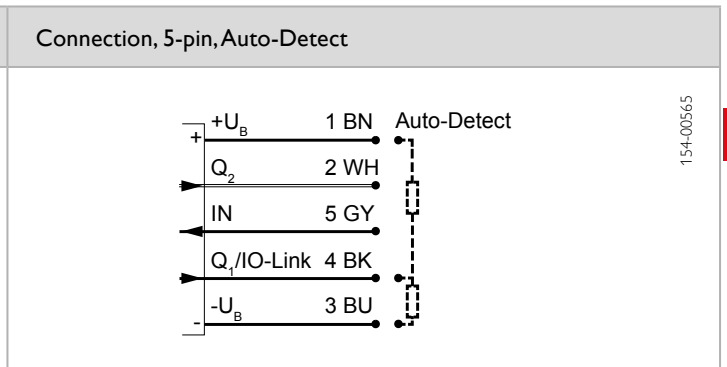 Connection, 5-pin, Auto-Detect
+U_B 1 BN Auto-Detect
+
Q_2 2 WH
IN 5 GY
Q_1/IO-Link 4 BK
-U_B 3 BU
-
154-00565